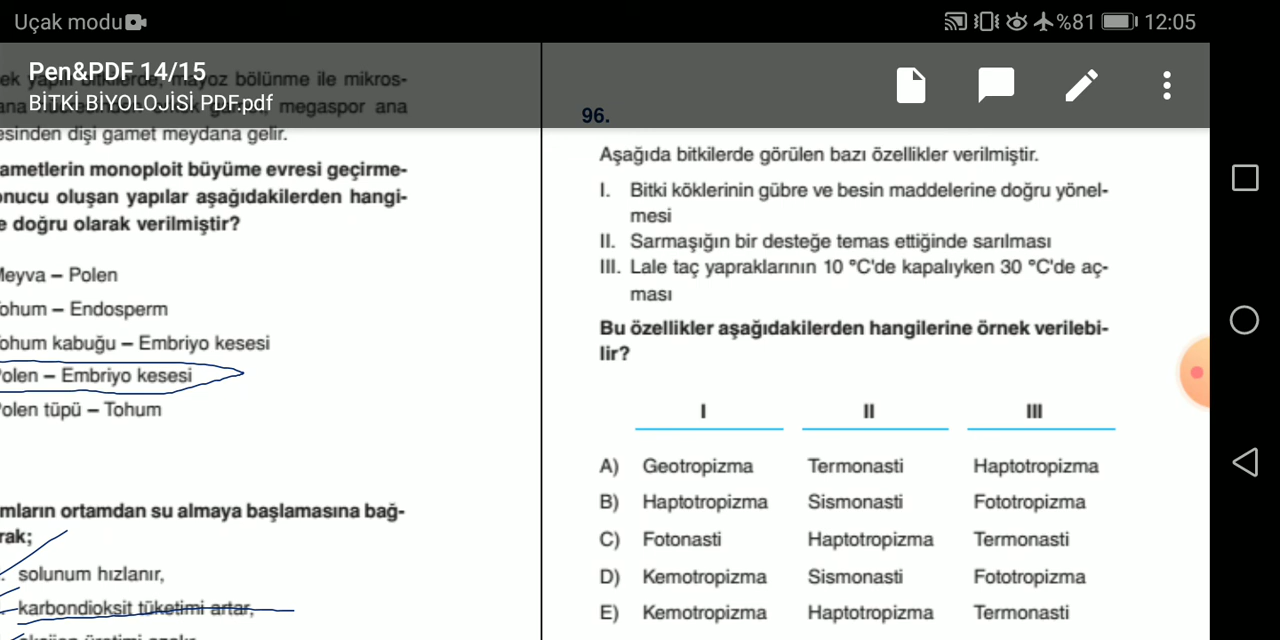 Uçak modu
%81 12:05
Pen&PDF 14/15
BİTKİ BİYOLOJİSİ PDF.pdf
mayoz bölünme ile mikros-
megaspor ana
esinden dişi gamet meydana gelir.
ametlerin monoploit büyüme evresi geçirme-
onucu oluşan yapılar aşağıdakilerden hangi-
e doğru olarak verilmiştir?
Meyva – Polen
ohum – Endosperm
ohum kabuğu – Embriyo kesesi
Polen – Embriyo kesesi
Polen tüpü – Tohum
mların ortamdan su almaya başlamasına bağ-
rak;
solunum hızlanır,
karbondioksit tüketimi artar,
96.
Aşağıda bitkilerde görülen bazı özellikler verilmiştir.
I. Bitki köklerinin gübre ve besin maddelerine doğru yönel-
mesi
II. Sarmaşığın bir desteğe temas ettiğinde sarılması
III. Lale taç yapraklarının 10 °C'de kapalıyken 30 °C'de aç-
ması
Bu özellikler aşağıdakilerden hangilerine örnek verilebi-
lir?
I II III
A) Geotropizma Termonasti Haptotropizma
B) Haptotropizma Sismonasti Fototropizma
C) Fotonasti Haptotropizma Termonasti
D) Kemotropizma Sismonasti Fototropizma
E) Kemotropizma Haptotropizma Termonasti